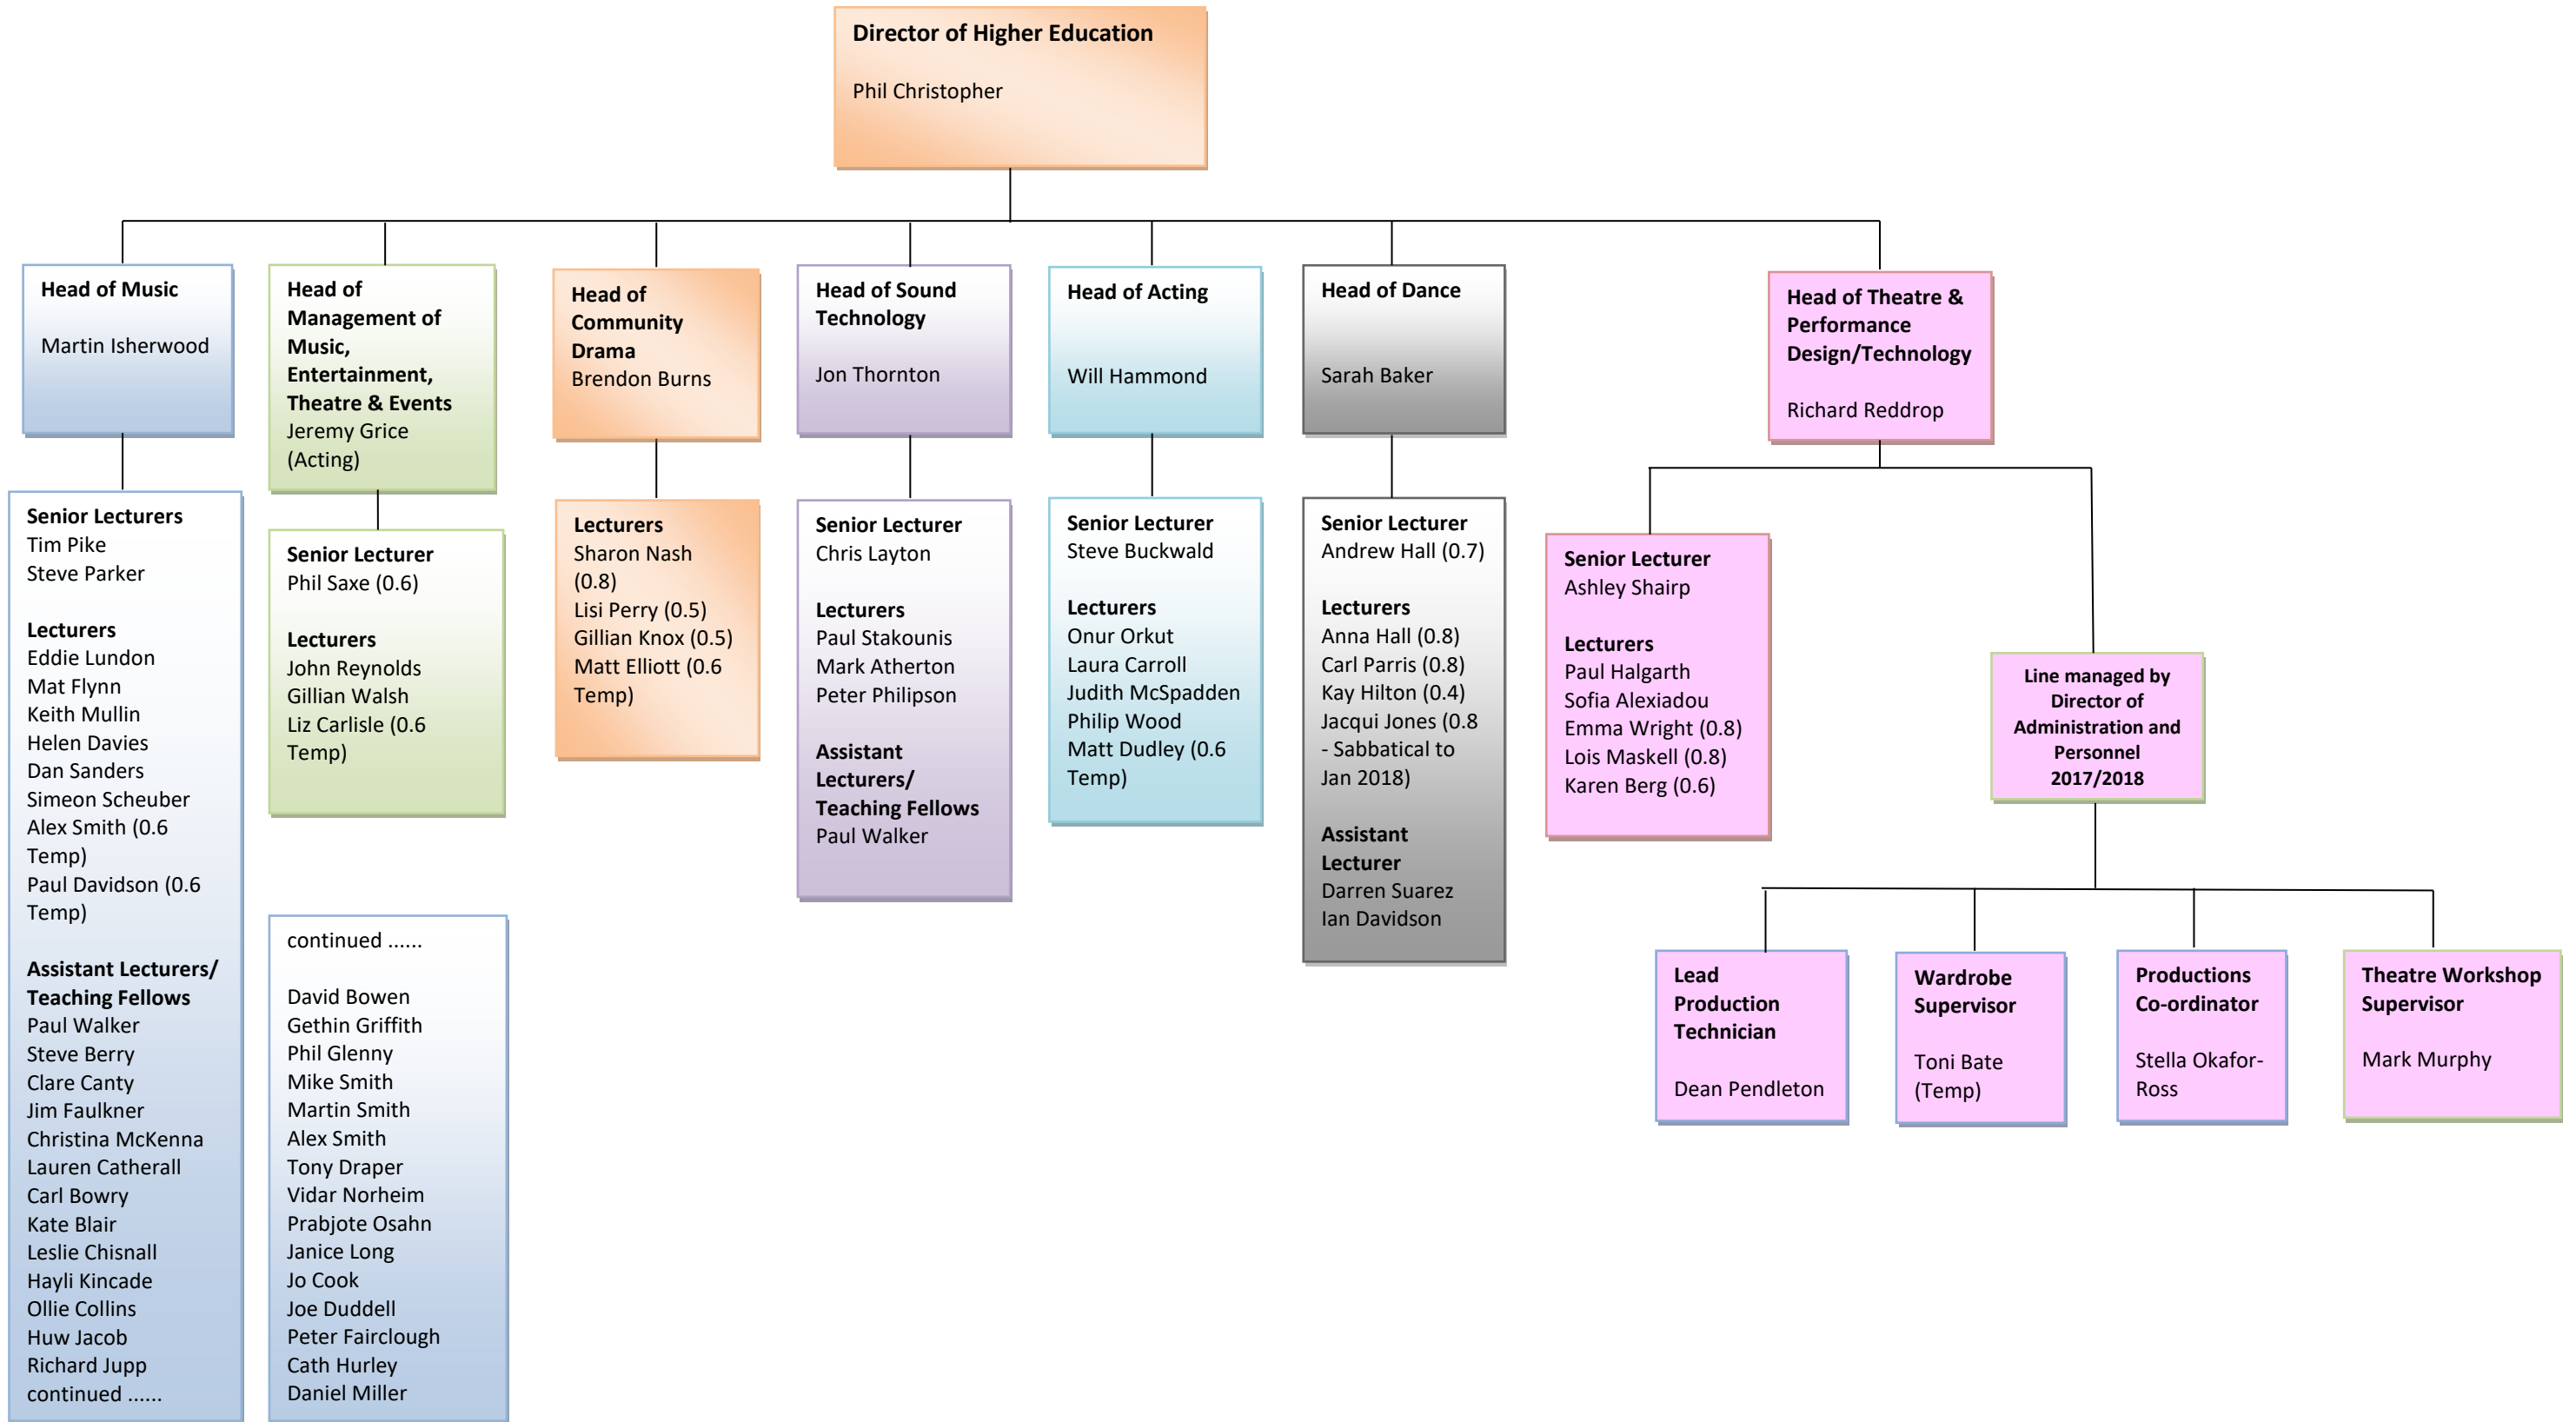 Director of Higher Education
Phil Christopher
Head of Music
Martin Isherwood
Head of
Management of
Music,
Entertainment,
Theatre & Events
Jeremy Grice
(Acting)
Head of
Community
Drama
Brendon Burns
Head of Sound
Technology
Jon Thornton
Head of Acting
Will Hammond
Head of Dance
Sarah Baker
Head of Theatre &
Performance
Design/Technology
Richard Reddrop
Senior Lecturers
Tim Pike
Steve Parker
Lecturers
Eddie Lundon
Mat Flynn
Keith Mullin
Helen Davies
Dan Sanders
Simeon Scheuber
Alex Smith (0.6
Temp)
Paul Davidson (0.6
Temp)
Assistant Lecturers/
Teaching Fellows
Paul Walker
Steve Berry
Clare Canty
Jim Faulkner
Christina McKenna
Lauren Catherall
Carl Bowry
Kate Blair
Leslie Chisnall
Hayli Kincade
Ollie Collins
Huw Jacob
Richard Jupp
continued ......
Senior Lecturer
Phil Saxe (0.6)
Lecturers
John Reynolds
Gillian Walsh
Liz Carlisle (0.6
Temp)
continued ......
David Bowen
Gethin Griffith
Phil Glenny
Mike Smith
Martin Smith
Alex Smith
Tony Draper
Vidar Norheim
Prabjote Osahn
Janice Long
Jo Cook
Joe Duddell
Peter Fairclough
Cath Hurley
Daniel Miller
Lecturers
Sharon Nash
(0.8)
Lisi Perry (0.5)
Gillian Knox (0.5)
Matt Elliott (0.6
Temp)
Senior Lecturer
Chris Layton
Lecturers
Paul Stakounis
Mark Atherton
Peter Philipson
Assistant
Lecturers/
Teaching Fellows
Paul Walker
Senior Lecturer
Steve Buckwald
Lecturers
Onur Orkut
Laura Carroll
Judith McSpadden
Philip Wood
Matt Dudley (0.6
Temp)
Senior Lecturer
Andrew Hall (0.7)
Lecturers
Anna Hall (0.8)
Carl Parris (0.8)
Kay Hilton (0.4)
Jacqui Jones (0.8
- Sabbatical to
Jan 2018)
Assistant
Lecturer
Darren Suarez
Ian Davidson
Senior Lecturer
Ashley Shairp
Lecturers
Paul Halgarth
Sofia Alexiadou
Emma Wright (0.8)
Lois Maskell (0.8)
Karen Berg (0.6)
Line managed by
Director of
Administration and
Personnel
2017/2018
Lead
Production
Technician
Dean Pendleton
Wardrobe
Supervisor
Toni Bate
(Temp)
Productions
Co-ordinator
Stella Okafor-
Ross
Theatre Workshop
Supervisor
Mark Murphy